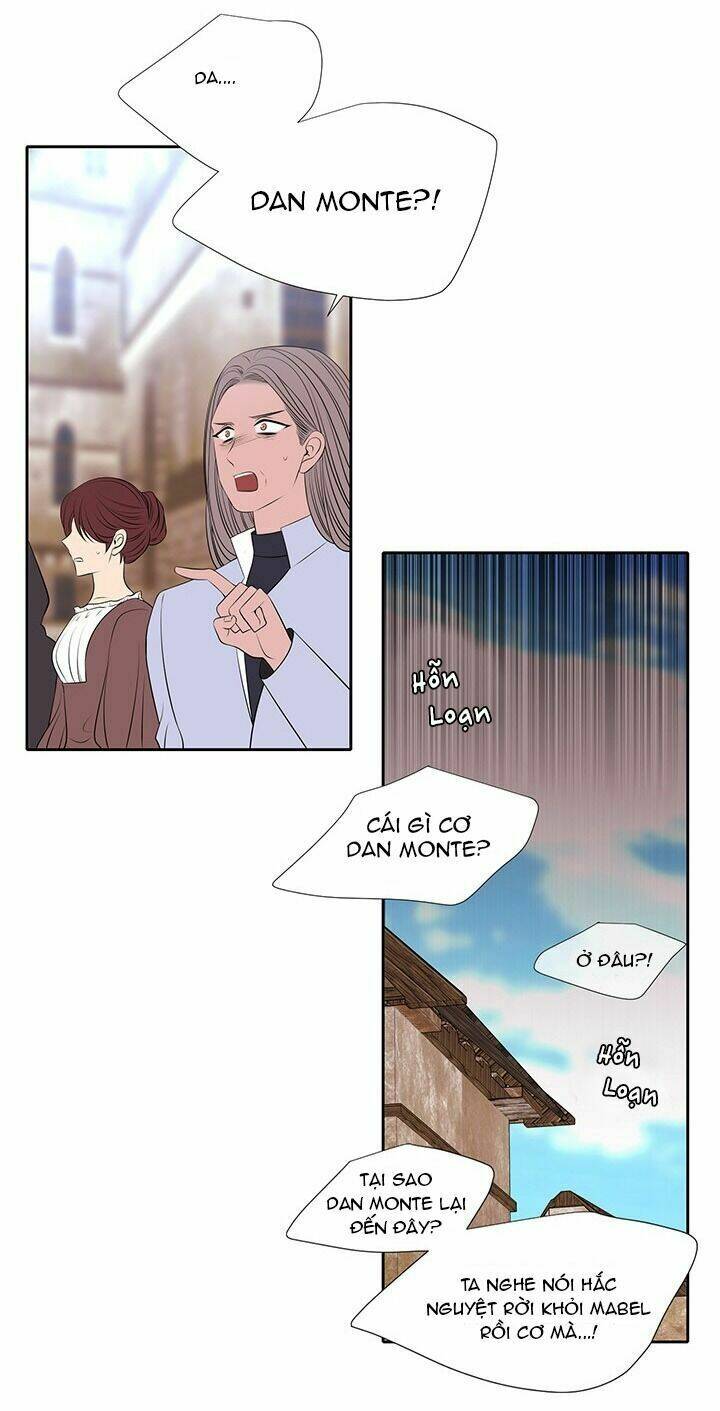 DA....
DAN MONTE?!
Hỗn
Loạn
CÁI GÌ CƠ
DAN MONTE?
Ở ĐÂU?!
Hỗn
Loạn
TẠI SAO
DAN MONTE LẠI
ĐẾN ĐÂY?
TA NGHE NÓI HẮC
NGUYỆT RỜI KHỎI MABEL
RỒI CƠ MÀ...!